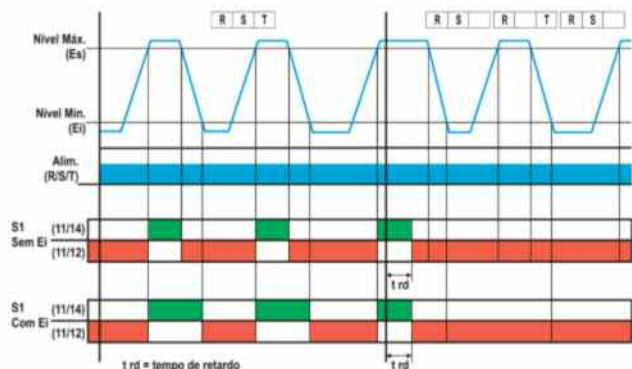 R S T
R S
R T
R S
Nível Máx.
(Es)
Nível Min.
(Ei)
Alim.
(R/S/T)
S1
Sem Ei
(11/14)
(11/12)
t rd
S1
Com Ei
(11/14)
(11/12)
t rd
t rd = tempo de retardo